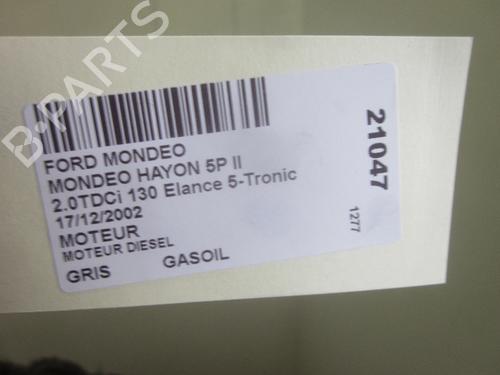 B-PARTS
FORD MONDEO
MONDEO HAYON 5P II
2.0TDCi 130 Elance 5-Tronic
17/12/2002
MOTEUR
MOTEUR DIESEL
GRIS GASOIL
21047
1277